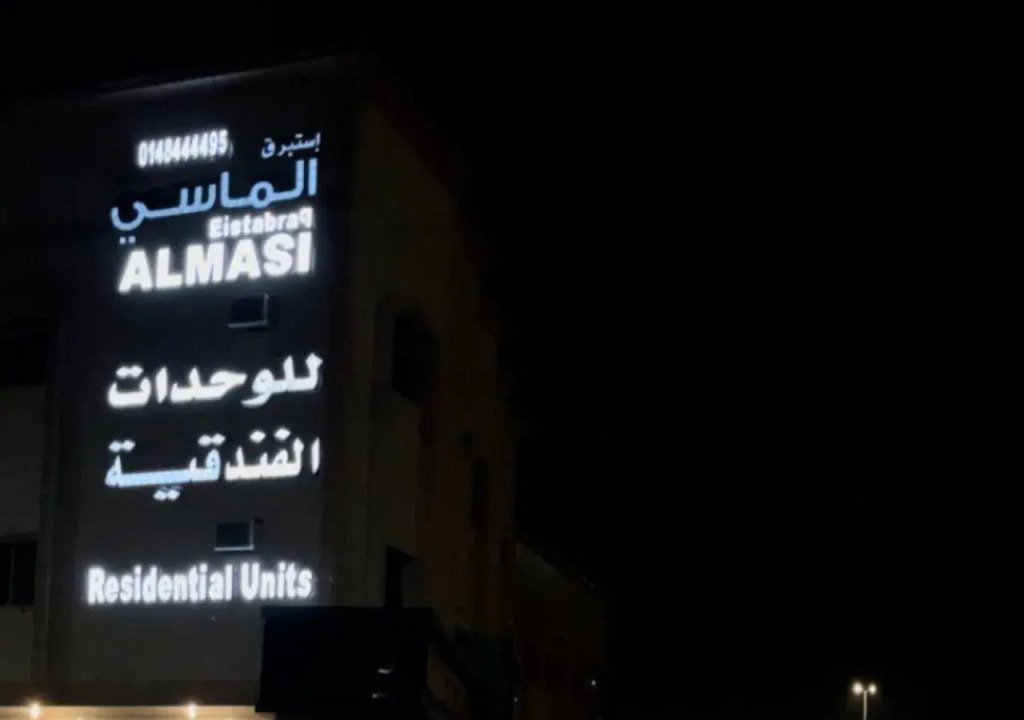 إستبرق 0148444495
الماسي
Eistabraq
ALMASI
للوحدات
الفندقية
Residential Units